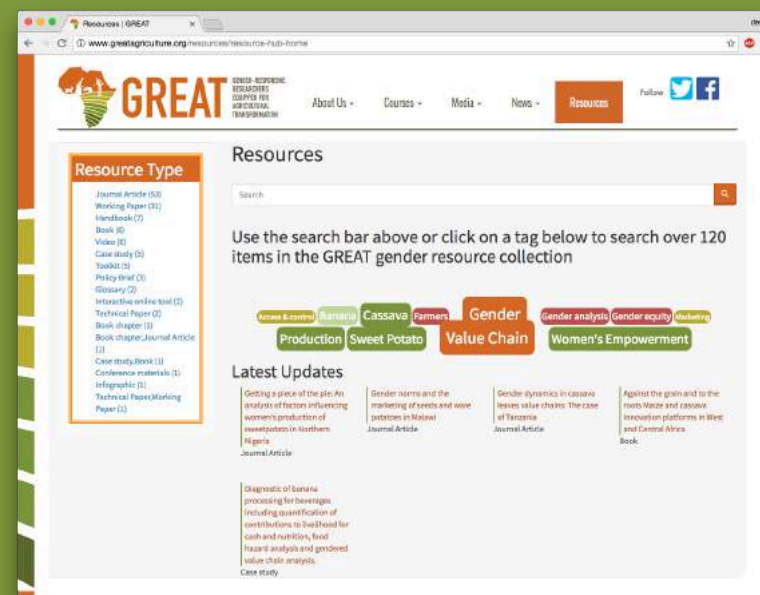 Resources | GREAT
www.greatagriculture.org/resources/resource-hub-home
GREAT
GENDER-RESPONSIVE
RESEARCHERS
EQUIPPED FOR
AGRICULTURAL
TRANSFORMATION
About Us
Courses
Media
News
Resources
Follow
Resource Type
Journal Article (53)
Working Paper (31)
Handbook (7)
Book (6)
Video (6)
Case study (5)
Toolkit (5)
Policy Brief (3)
Glossary (2)
Interactive online tool (2)
Technical Paper (2)
Book chapter (1)
Book chapter,Journal Article
(1)
Case study,Book (1)
Conference materials (1)
Infographic (1)
Technical Paper,Working
Paper (1)
Resources
Search
Use the search bar above or click on a tag below to search over 120
items in the GREAT gender resource collection
Access & control Banana Cassava Farmers Gender Gender analysis Gender equity Marketing
Production Sweet Potato Value Chain Women's Empowerment
Latest Updates
Getting a piece of the pie: An
analysis of factors influencing
women's production of
sweetpotato in Northern
Nigeria
Journal Article
Gender norms and the
marketing of seeds and ware
potatoes in Malawi
Journal Article
Gender dynamics in cassava
leaves value chains: The case
of Tanzania
Journal Article
Against the grain and to the
roots Maize and cassava
innovation platforms in West
and Central Africa
Book
Diagnostic of banana
processing for beverages
including quantification of
contributions to livelihood for
cash and nutrition, food
hazard analysis and gendered
value chain analysis.
Case study